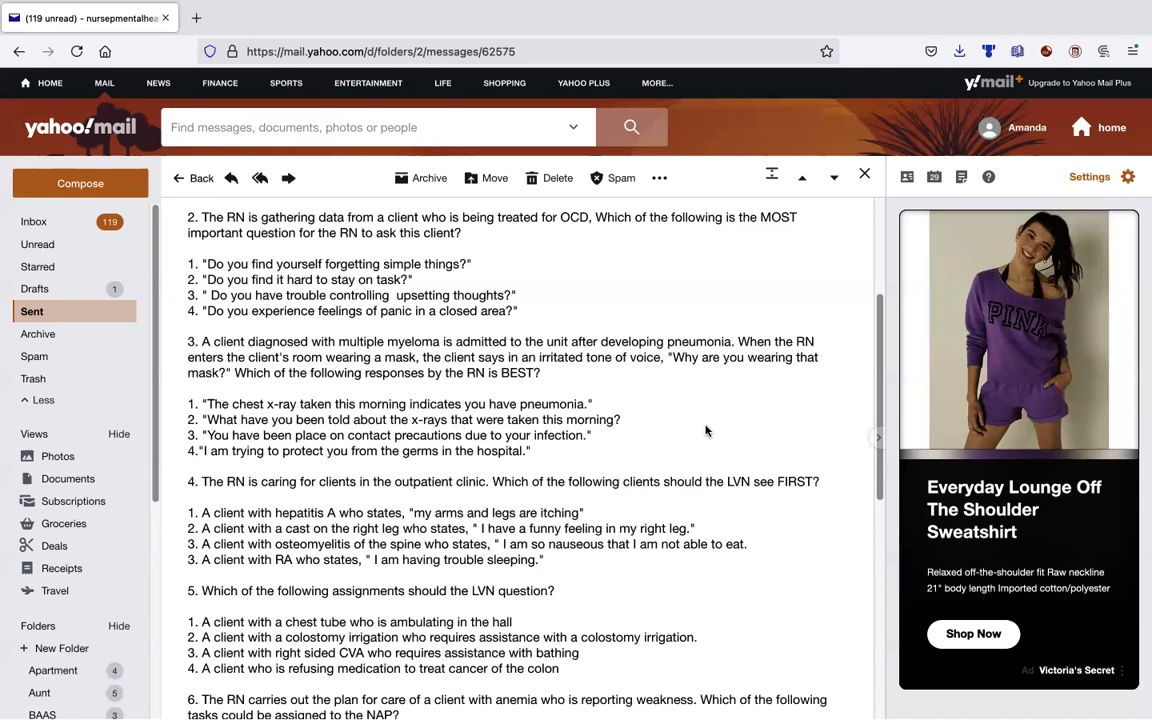 (119 unread) - nursepmentalhea
https://mail.yahoo.com/d/folders/2/messages/62575
HOME MAIL NEWS FINANCE SPORTS ENTERTAINMENT LIFE SHOPPING YAHOO PLUS MORE... y!mail+ Upgrade to Yahoo Mail Plus
yahoo!mail Find messages, documents, photos or people Amanda home
Compose
Back Archive Move Delete Spam 29 Settings
Inbox 119
Unread
Starred
Drafts 1
Sent
Archive
Spam
Trash
Less
Views Hide
Photos
Documents
Subscriptions
Groceries
Deals
Receipts
Travel
Folders Hide
New Folder
Apartment 4
Aunt 5
BAAS 3
2. The RN is gathering data from a client who is being treated for OCD, Which of the following is the MOST
important question for the RN to ask this client?
1. "Do you find yourself forgetting simple things?"
2. "Do you find it hard to stay on task?"
3. " Do you have trouble controlling upsetting thoughts?"
4. "Do you experience feelings of panic in a closed area?"
3. A client diagnosed with multiple myeloma is admitted to the unit after developing pneumonia. When the RN
enters the client's room wearing a mask, the client says in an irritated tone of voice, "Why are you wearing that
mask?" Which of the following responses by the RN is BEST?
1. "The chest x-ray taken this morning indicates you have pneumonia."
2. "What have you been told about the x-rays that were taken this morning?
3. "You have been place on contact precautions due to your infection."
4."I am trying to protect you from the germs in the hospital."
4. The RN is caring for clients in the outpatient clinic. Which of the following clients should the LVN see FIRST?
1. A client with hepatitis A who states, "my arms and legs are itching"
2. A client with a cast on the right leg who states, " I have a funny feeling in my right leg."
3. A client with osteomyelitis of the spine who states, " I am so nauseous that I am not able to eat.
3. A client with RA who states, " I am having trouble sleeping."
5. Which of the following assignments should the LVN question?
1. A client with a chest tube who is ambulating in the hall
2. A client with a colostomy irrigation who requires assistance with a colostomy irrigation.
3. A client with right sided CVA who requires assistance with bathing
4. A client who is refusing medication to treat cancer of the colon
6. The RN carries out the plan for care of a client with anemia who is reporting weakness. Which of the following
tasks could be assigned to the NAP?
PINK
Everyday Lounge Off
The Shoulder
Sweatshirt
Relaxed off-the-shoulder fit Raw neckline
21" body length Imported cotton/polyester
Shop Now
Ad Victoria's Secret